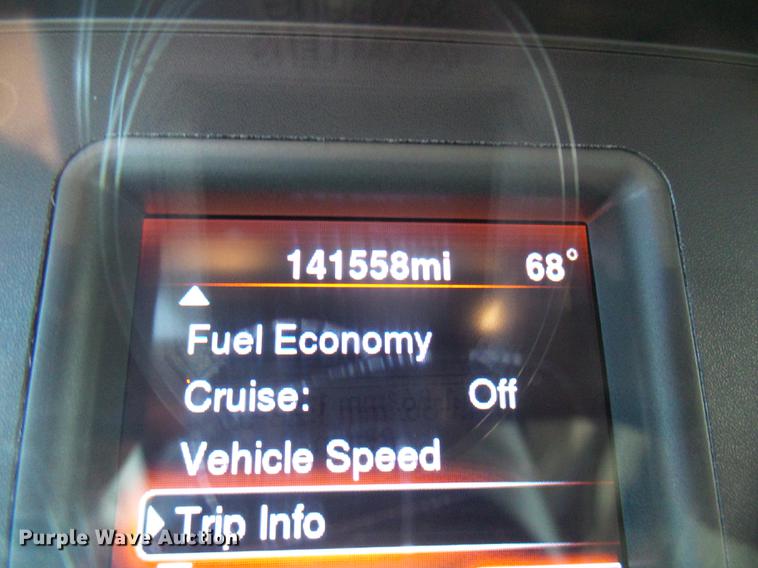 141558mi 68°
Fuel Economy
Cruise: Off
Vehicle Speed
Trip Info
Purple Wave Auction